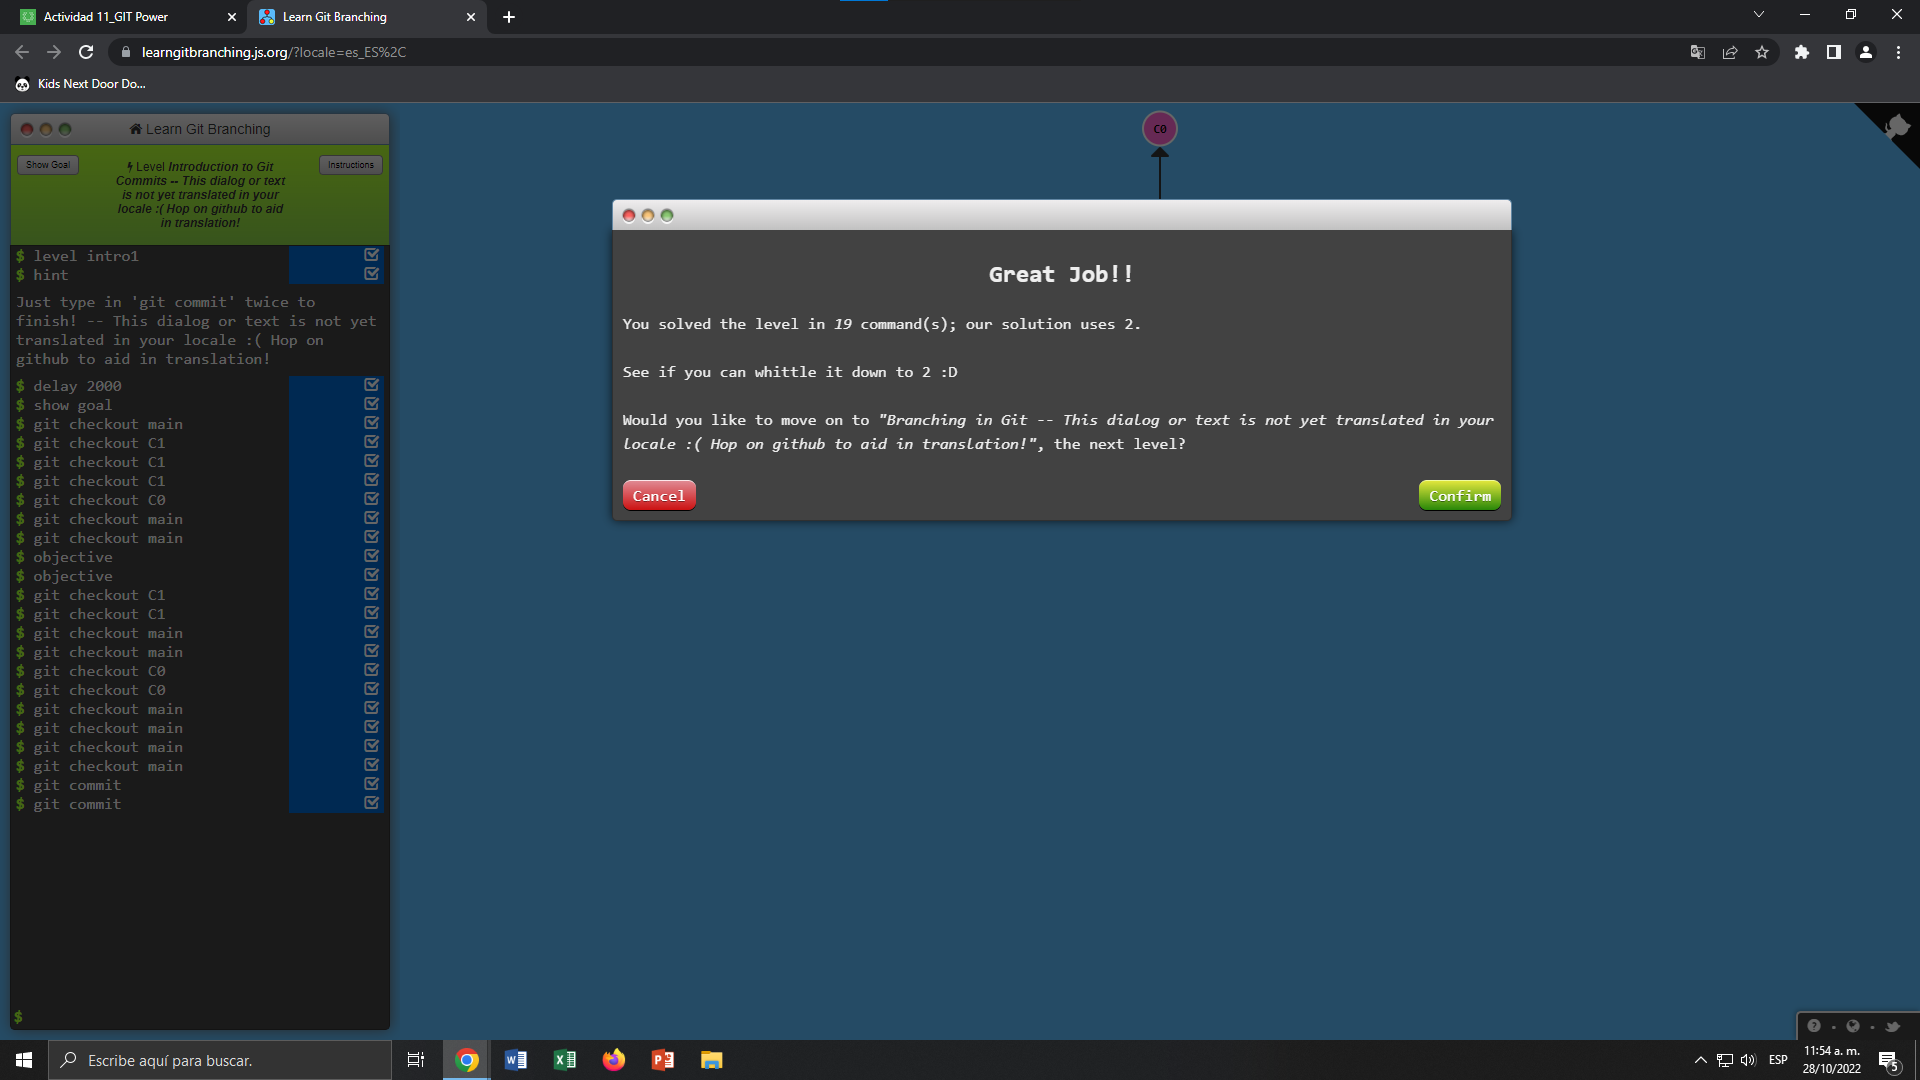 Actividad 11_GIT Power
Learn Git Branching
learngitbranching.js.org/?locale=es_ES%2C
Kids Next Door Do...
Learn Git Branching
Show Goal
Level Introduction to Git
Commits -- This dialog or text
is not yet translated in your
locale :( Hop on github to aid
in translation!
Instructions
$ level intro1
$ hint
Just type in 'git commit' twice to
finish! -- This dialog or text is not yet
translated in your locale :( Hop on
github to aid in translation!
$ delay 2000
$ show goal
$ git checkout main
$ git checkout C1
$ git checkout C1
$ git checkout C1
$ git checkout C0
$ git checkout main
$ git checkout main
$ objective
$ objective
$ git checkout C1
$ git checkout C1
$ git checkout main
$ git checkout main
$ git checkout C0
$ git checkout C0
$ git checkout main
$ git checkout main
$ git checkout main
$ git checkout main
$ git commit
$ git commit
$
C0
Great Job!!
You solved the level in 19 command(s); our solution uses 2.
See if you can whittle it down to 2 :D
Would you like to move on to "Branching in Git -- This dialog or text is not yet translated in your
locale :( Hop on github to aid in translation!", the next level?
Cancel
Confirm
Escribe aquí para buscar.
ESP
11:54 a. m.
28/10/2022
5